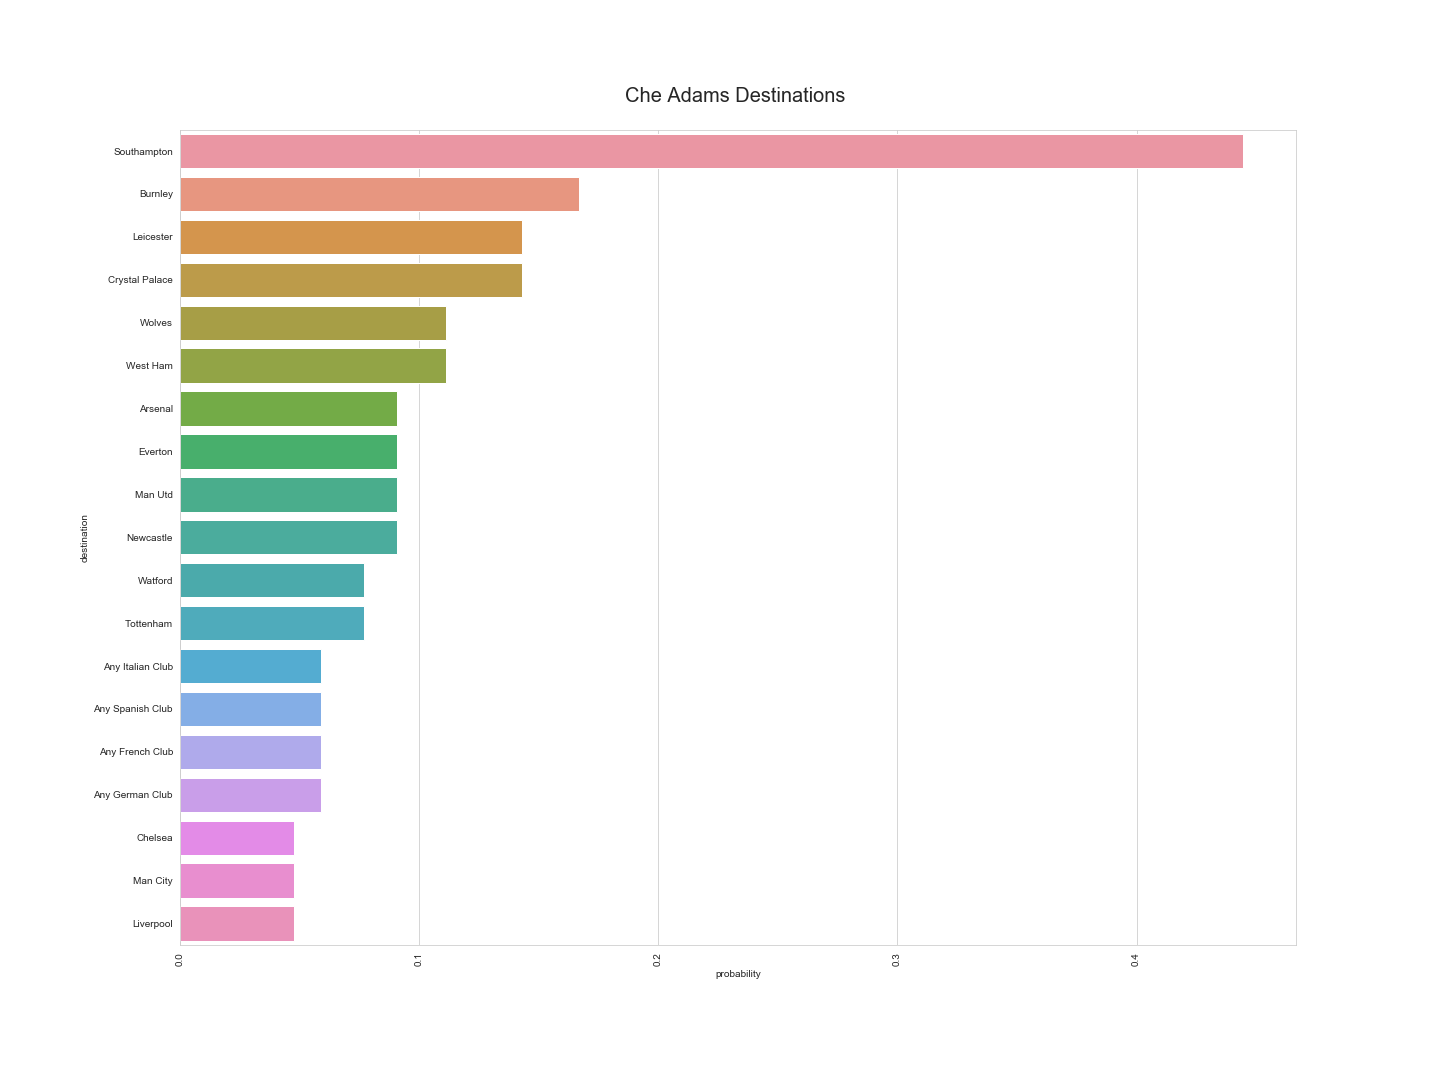 Che Adams Destinations
Southampton
Burnley
Leicester
Crystal Palace
Wolves
West Ham
Arsenal
Everton
Man Utd
Newcastle
Watford
Tottenham
Any Italian Club
Any Spanish Club
Any French Club
Any German Club
Chelsea
Man City
Liverpool
destination
0.0
0.1
0.2
0.3
0.4
probability